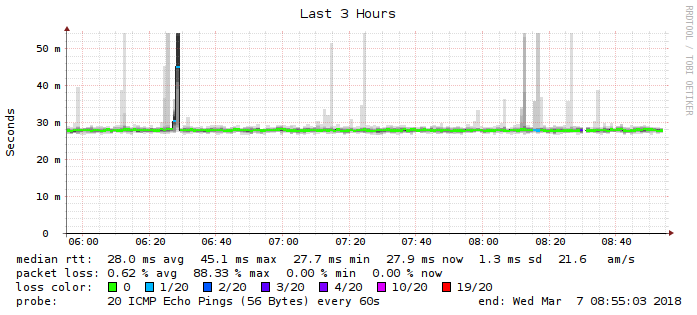 Last 3 Hours
RRDTOOL / TOBI OETIKER
Seconds
50 m
40 m
30 m
20 m
10 m
0
06:00 06:20 06:40 07:00 07:20 07:40 08:00 08:20 08:40
median rtt: 28.0 ms avg 45.1 ms max 27.7 ms min 27.9 ms now 1.3 ms sd 21.6 am/s
packet loss: 0.62 % avg 88.33 % max 0.00 % min 0.00 % now
loss color: 0 1/20 2/20 3/20 4/20 10/20 19/20
probe: 20 ICMP Echo Pings (56 Bytes) every 60s end: Wed Mar 7 08:55:03 2018